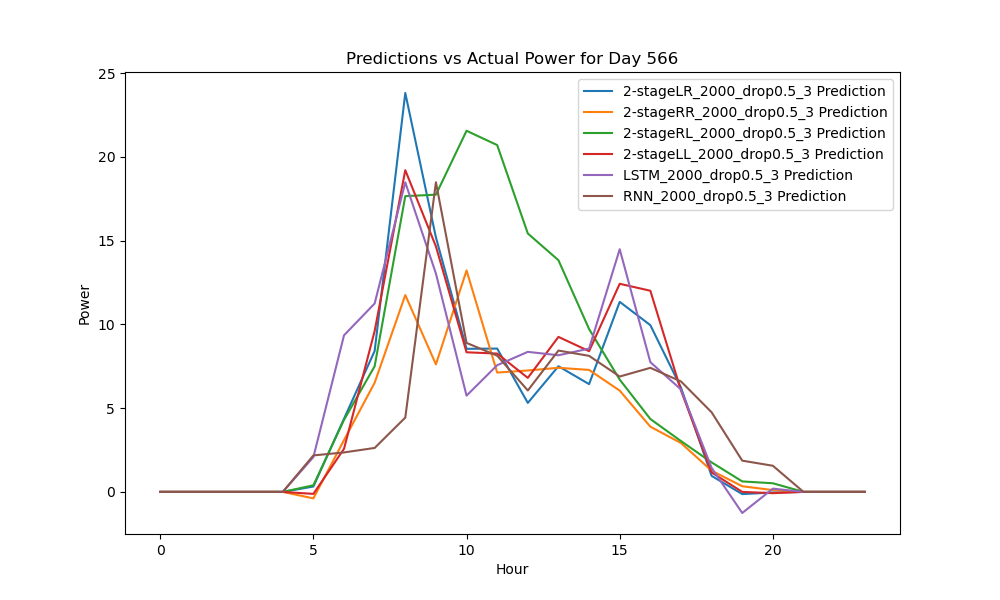 Predictions vs Actual Power for Day 566
2-stageLR_2000_drop0.5_3 Prediction
2-stageRR_2000_drop0.5_3 Prediction
2-stageRL_2000_drop0.5_3 Prediction
2-stageLL_2000_drop0.5_3 Prediction
LSTM_2000_drop0.5_3 Prediction
RNN_2000_drop0.5_3 Prediction
25
20
15
10
5
0
Power
0 5 10 15 20
Hour